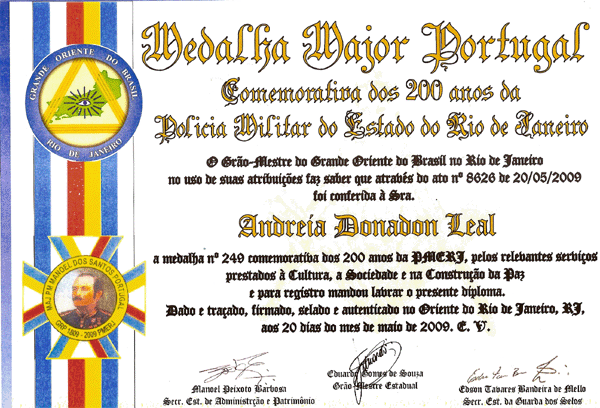 GRANDE ORIENTE DO BRASIL
RIO DE JANEIRO
Medalha Major Portugal
Comemorativa dos 200 anos da
Policia Militar do Estado do Rio de Janeiro
O Grão-Mestre do Grande Oriente do Brasil no Rio de Janeiro
no uso de suas atribuições faz saber que através do ato nº 8626 de 20/05/2009
foi conferida à Sra.
Andreia Donadon Leal
a medalha nº 249 comemorativa dos 200 anos da PMERJ, pelos relevantes serviços
prestados à Cultura, a Sociedade e na Construção da Paz
e para registro mandou labrar o presente diploma.
Dado e traçado, firmado, selado e autenticado no Oriente do Rio de Janeiro, RJ,
aos 20 dias do mes de maio de 2009. E. V.
MAJ PM MANOEL DOS SANTOS PORTUGAL
1809 - 2009 PMERJ
Manoel Peixoto Barbosa
Secr. Est. de Administrção e Patrimônio
Eduardo Gomes de Souza
Grão Mestre Estadual
Edson Tavares Bandeira de Mello
Secr. Est. da Guarda dos Selos